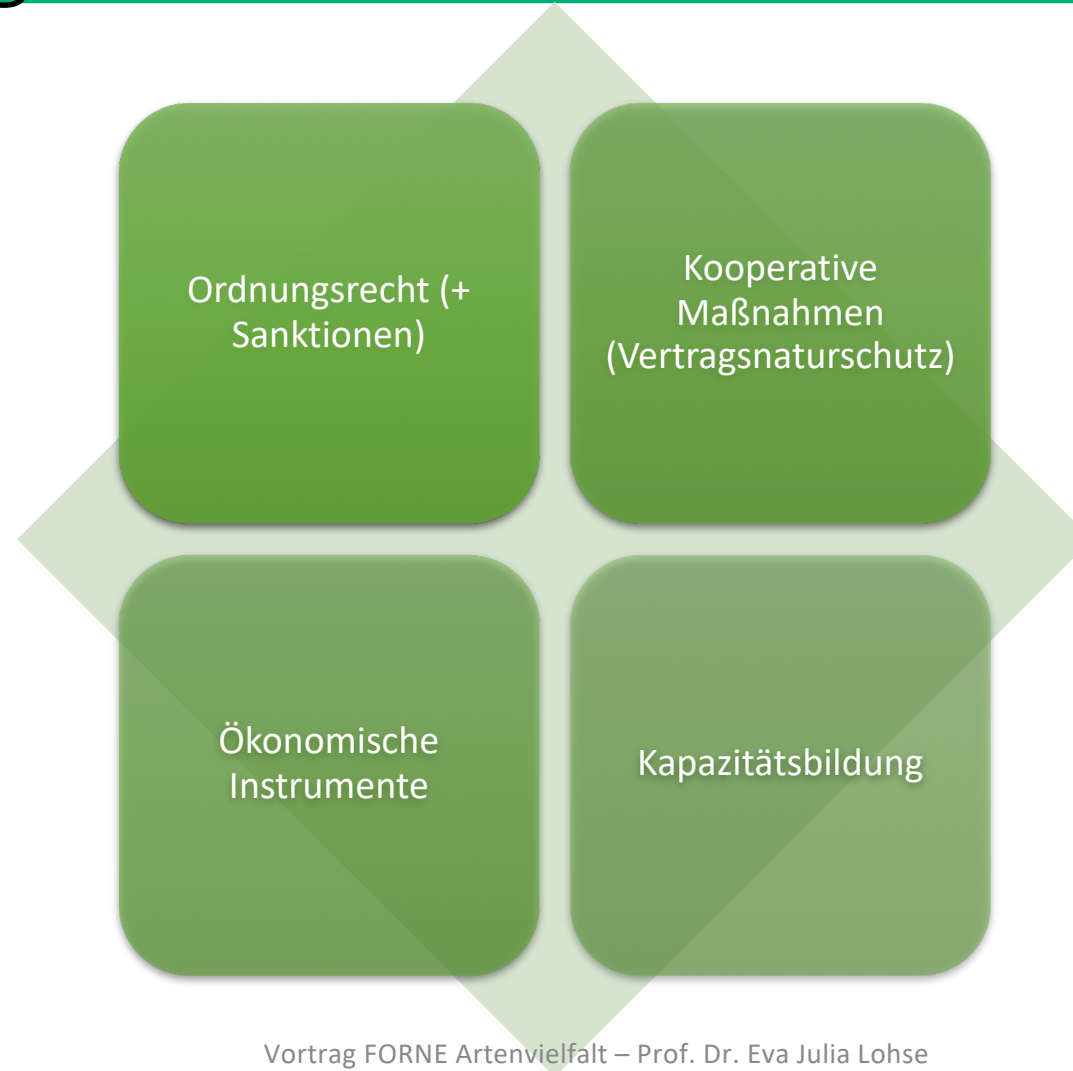 Ordnungsrecht (+
Sanktionen)
Kooperative
Maßnahmen
(Vertragsnaturschutz)
Ökonomische
Instrumente
Kapazitätsbildung
Vortrag FORNE Artenvielfalt – Prof. Dr. Eva Julia Lohse